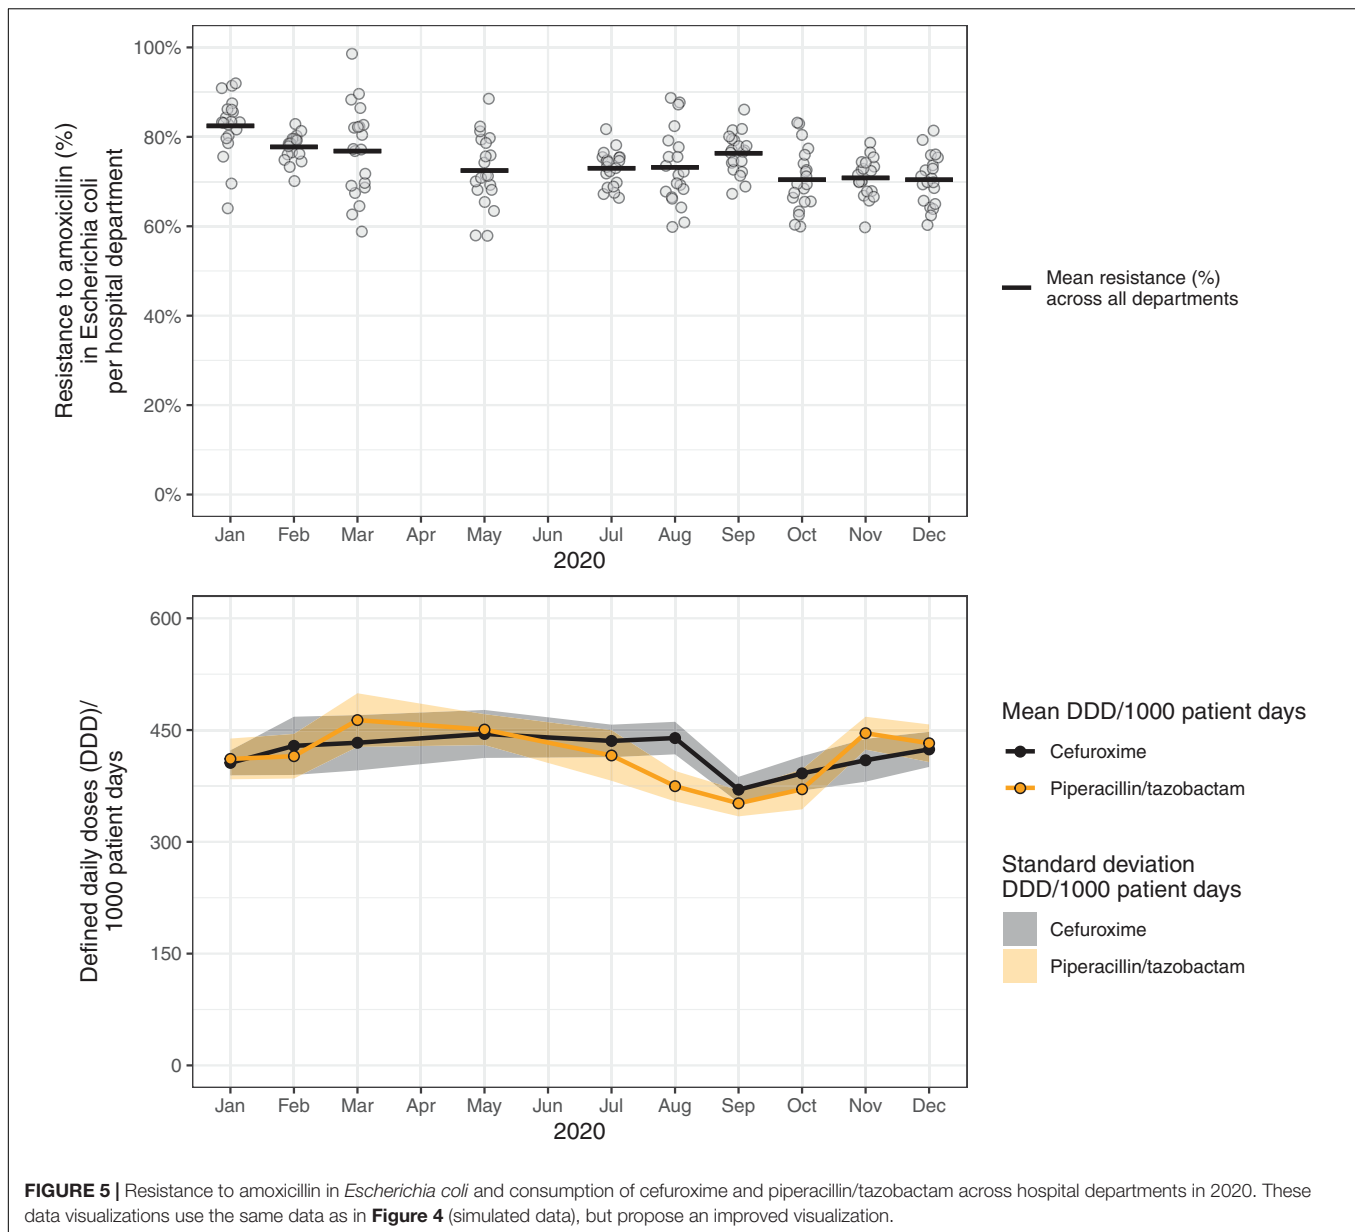 Resistance to amoxicillin (%)
in Escherichia coli
per hospital department
100%
80%
60%
40%
20%
0%
Jan Feb Mar Apr May Jun Jul Aug Sep Oct Nov Dec
2020
Mean resistance (%)
across all departments
Defined daily doses (DDD)/
1000 patient days
600
450
300
150
0
Jan Feb Mar Apr May Jun Jul Aug Sep Oct Nov Dec
2020
Mean DDD/1000 patient days
Cefuroxime
Piperacillin/tazobactam
Standard deviation
DDD/1000 patient days
Cefuroxime
Piperacillin/tazobactam
FIGURE 5 | Resistance to amoxicillin in Escherichia coli and consumption of cefuroxime and piperacillin/tazobactam across hospital departments in 2020. These
data visualizations use the same data as in Figure 4 (simulated data), but propose an improved visualization.